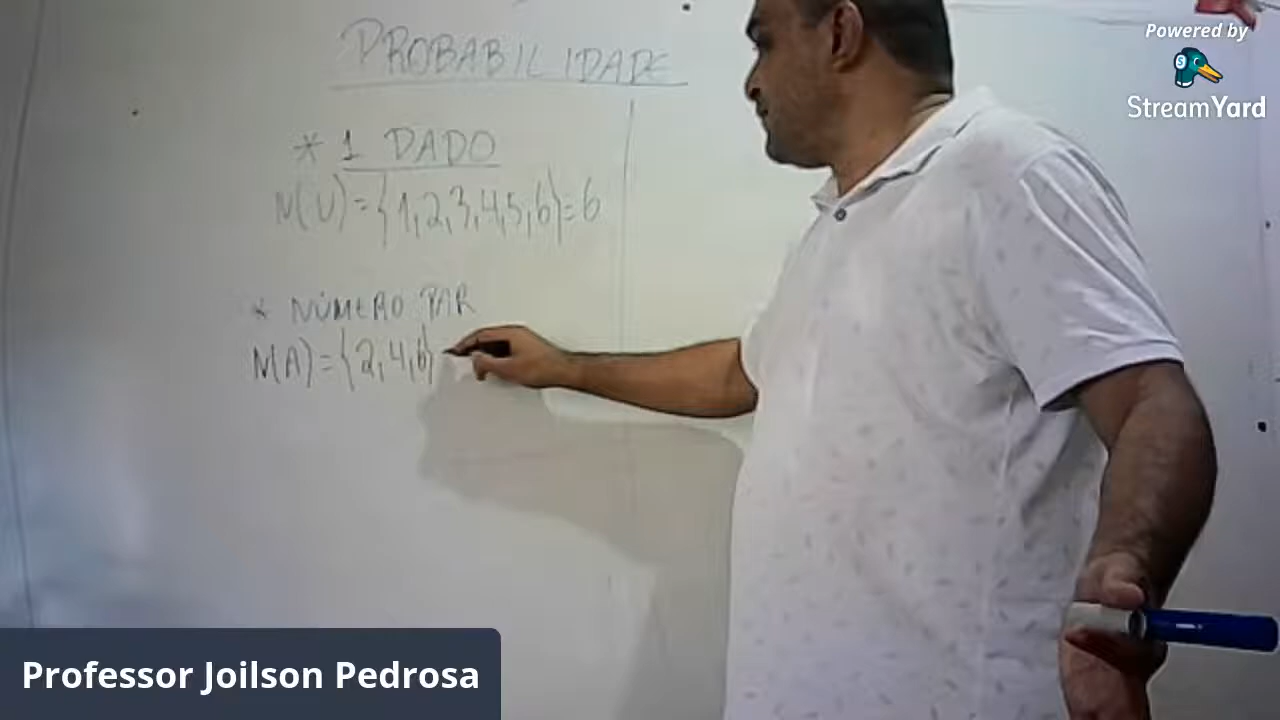 PROBABILIDADE
* 1 DADO
N(U)={1,2,3,4,5,6}=6
* NÚMERO PAR
N(A)={2,4,6}
Powered by
StreamYard
Professor Joilson Pedrosa